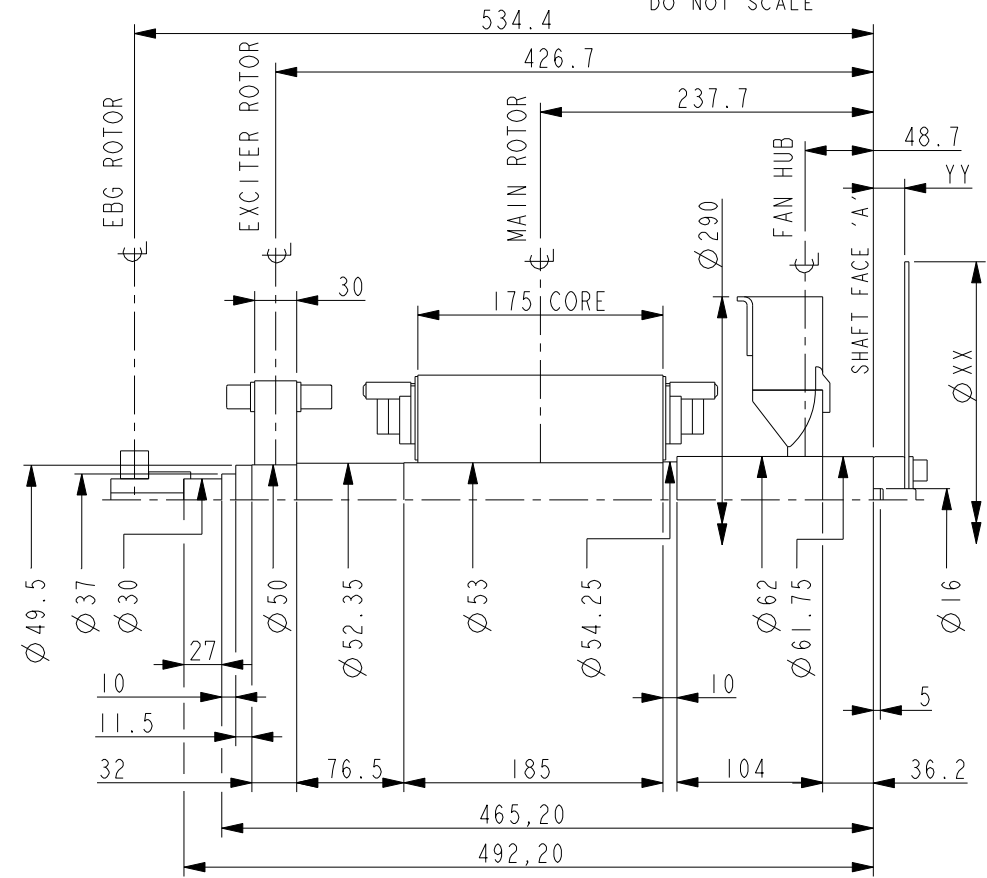 DO NOT SCALE
534.4
426.7
237.7
48.7
YY
EBG ROTOR
EXCITER ROTOR
MAIN ROTOR
FAN HUB
SHAFT FACE 'A'
Ø290
30
175 CORE
ØXX
Ø49.5
Ø37
Ø30
Ø50
Ø52.35
Ø53
Ø54.25
Ø62
Ø61.75
Ø16
27
10
10
5
11.5
32
76.5
185
104
36.2
465,20
492,20